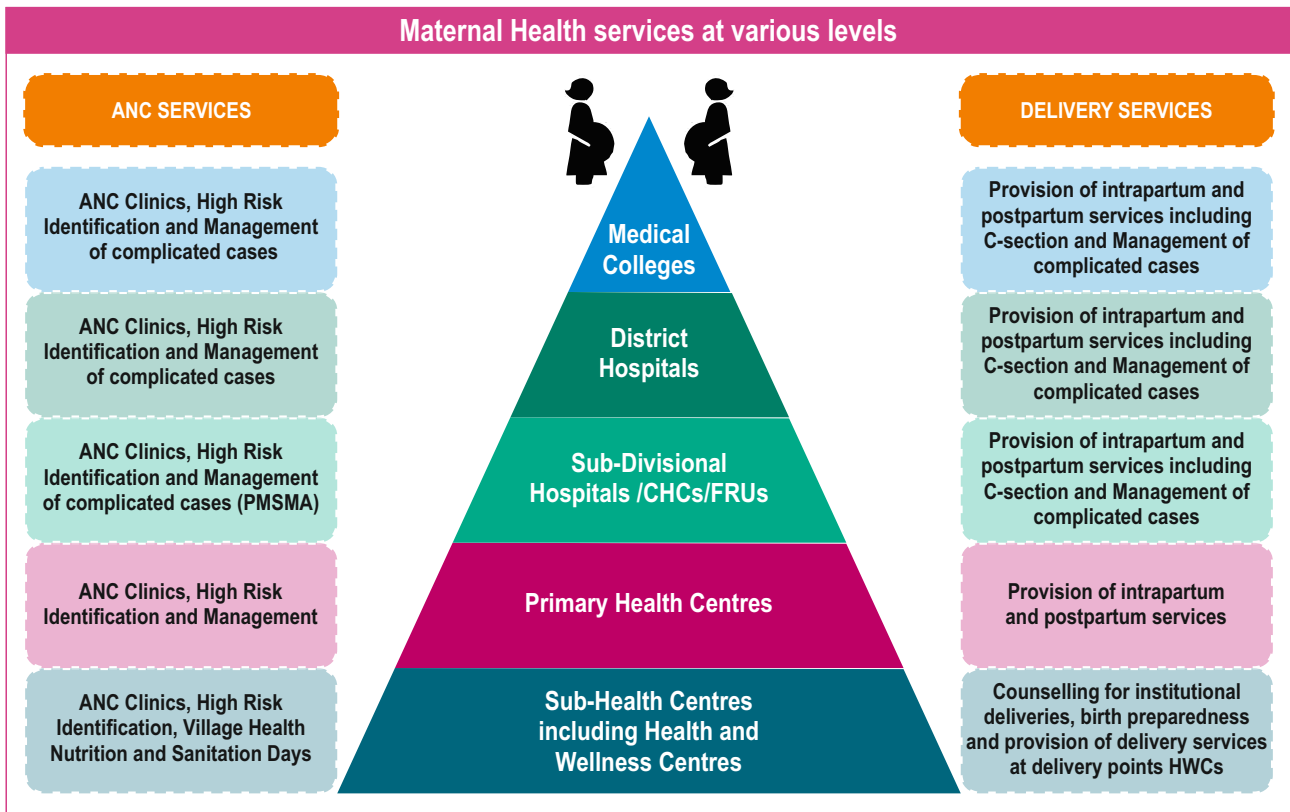 Maternal Health services at various levels
ANC SERVICES
DELIVERY SERVICES
ANC Clinics, High Risk
Identification and Management
of complicated cases
Medical
Colleges
Provision of intrapartum and
postpartum services including
C-section and Management of
complicated cases
ANC Clinics, High Risk
Identification and Management
of complicated cases
District
Hospitals
Provision of intrapartum and
postpartum services including
C-section and Management of
complicated cases
ANC Clinics, High Risk
Identification and Management
of complicated cases (PMSMA)
Sub-Divisional
Hospitals /CHCs/FRUs
Provision of intrapartum and
postpartum services including
C-section and Management of
complicated cases
ANC Clinics, High Risk
Identification and Management
Primary Health Centres
Provision of intrapartum
and postpartum services
ANC Clinics, High Risk
Identification, Village Health
Nutrition and Sanitation Days
Sub-Health Centres
including Health and
Wellness Centres
Counselling for institutional
deliveries, birth preparedness
and provision of delivery services
at delivery points HWCs